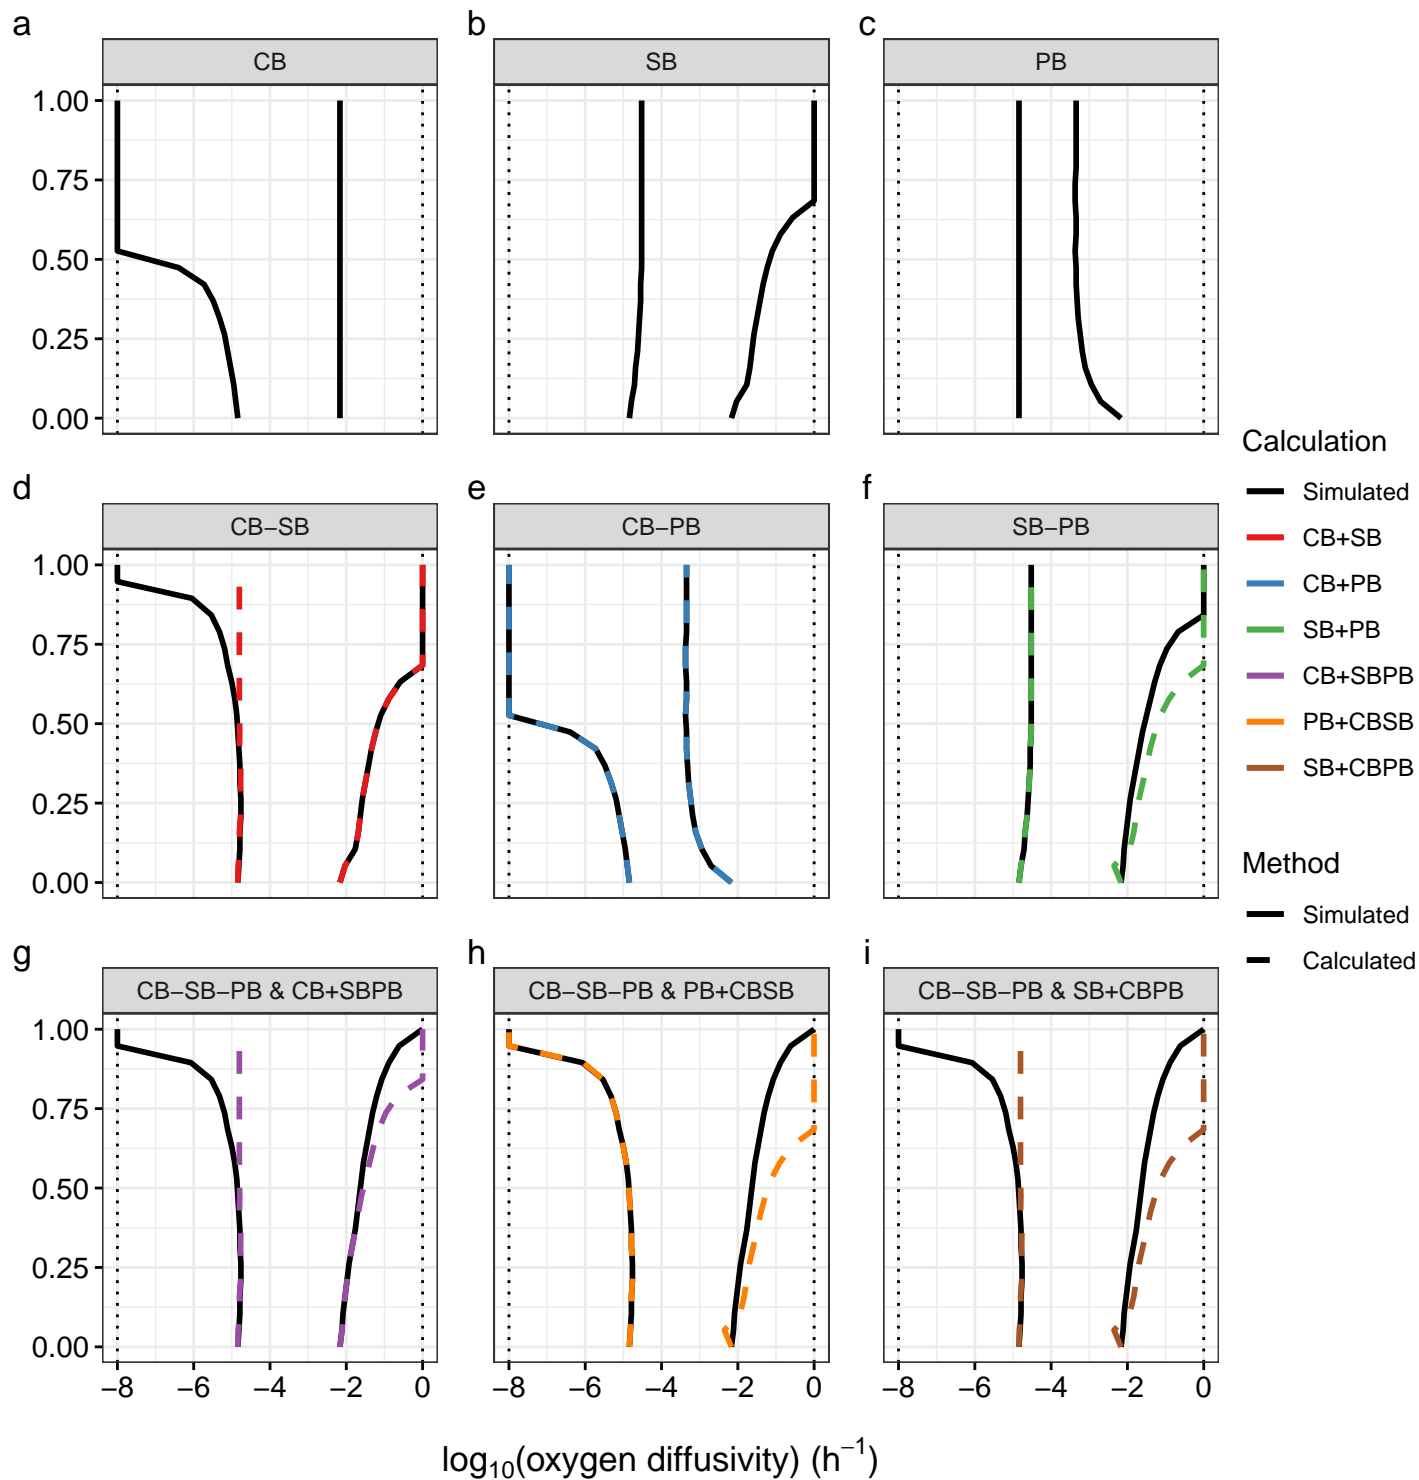 a
b
c
CB
SB
PB
1.00
0.75
0.50
0.25
0.00
d
e
f
CB−SB
CB−PB
SB−PB
1.00
0.75
0.50
0.25
0.00
g
h
i
CB−SB−PB & CB+SBPB
CB−SB−PB & PB+CBSB
CB−SB−PB & SB+CBPB
1.00
0.75
0.50
0.25
0.00
−8 −6 −4 −2 0
−8 −6 −4 −2 0
−8 −6 −4 −2 0
log₁₀(oxygen diffusivity) (h⁻¹)
Calculation
Simulated
CB+SB
CB+PB
SB+PB
CB+SBPB
PB+CBSB
SB+CBPB
Method
Simulated
Calculated